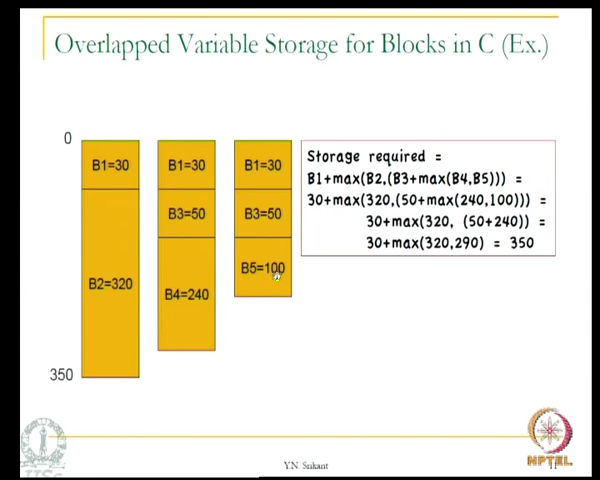 Overlapped Variable Storage for Blocks in C (Ex.)
0
B1=30
B1=30
B1=30
Storage required =
B1+max(B2,(B3+max(B4,B5))) =
30+max(320,(50+max(240,100))) =
30+max(320, (50+240)) =
30+max(320,290) = 350
B3=50
B3=50
B2=320
B4=240
B5=100
350
Y.N. Srikant
NPTEL